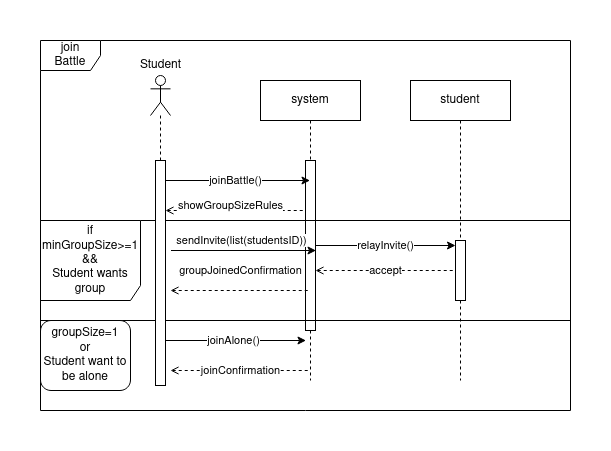 join
Battle
Student
system
student
joinBattle()
showGroupSizeRules
if
minGroupSize>=1
&&
Student wants
group
sendInvite(list(studentsID))
relayInvite()
groupJoinedConfirmation
accept
groupSize=1
or
Student want to
be alone
joinAlone()
joinConfirmation